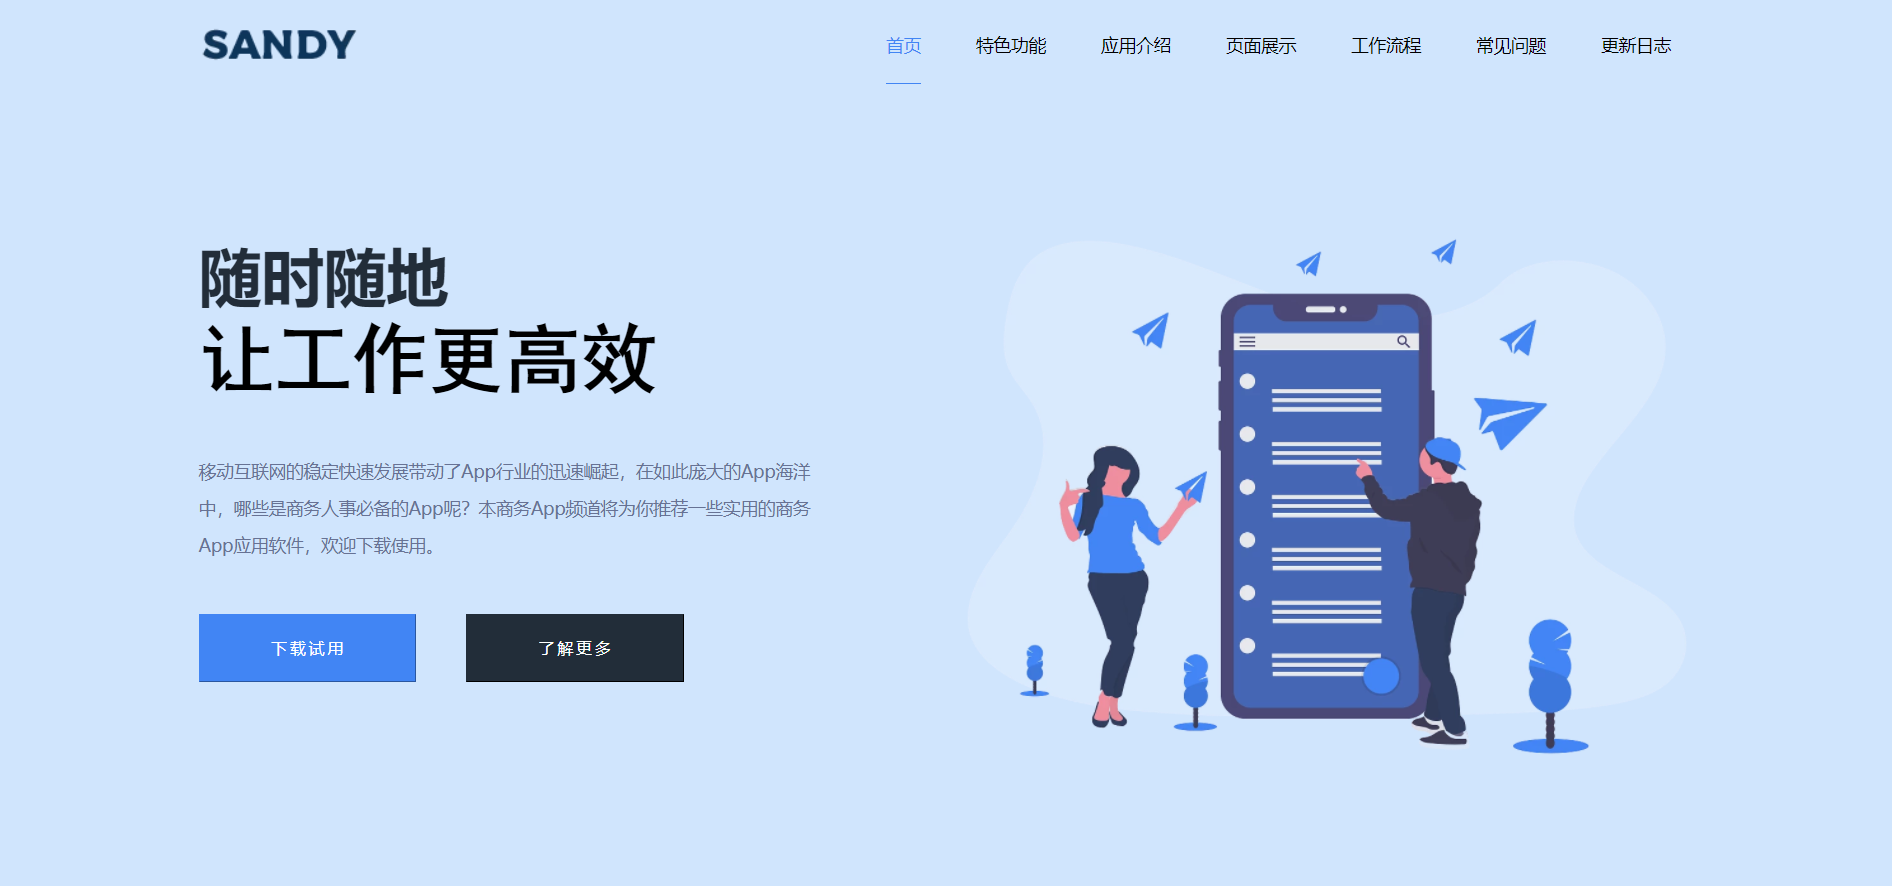 SANDY
首页 特色功能 应用介绍 页面展示 工作流程 常见问题 更新日志
随时随地
让工作更高效
移动互联网的稳定快速发展带动了App行业的迅速崛起，在如此庞大的App海洋
中，哪些是商务人事必备的App呢？本商务App频道将为你推荐一些实用的商务
App应用软件，欢迎下载使用。
下载试用 了解更多